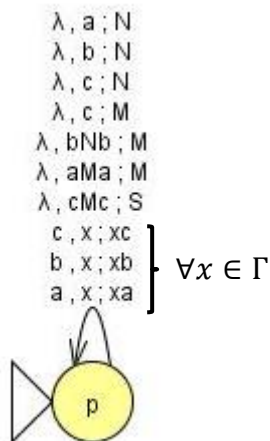 λ , a ; N
λ , b ; N
λ , c ; N
λ , c ; M
λ , bNb ; M
λ , aMa ; M
λ , cMc ; S
c , x ; xc
b , x ; xb
a , x ; xa
∀x ∈ Γ
p